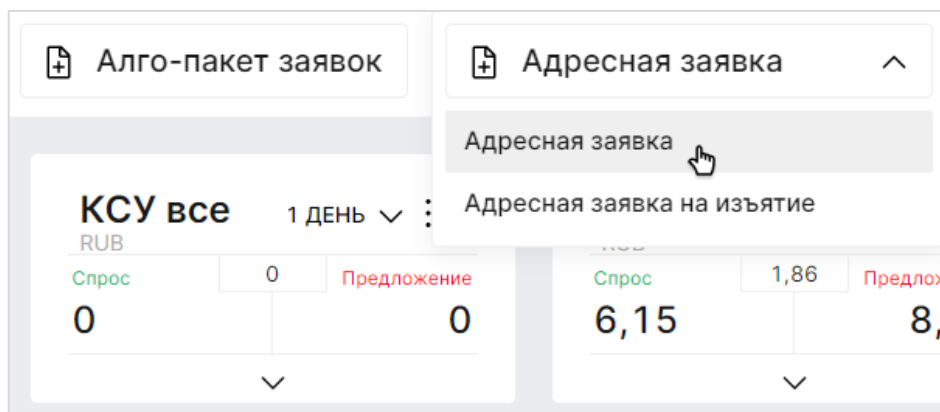 Алго-пакет заявок
Адресная заявка
Адресная заявка
Адресная заявка на изъятие
КСУ все
1 ДЕНЬ
RUB
Спрос
0
Предложение
0
0
Спрос
1,86
6,15
8,